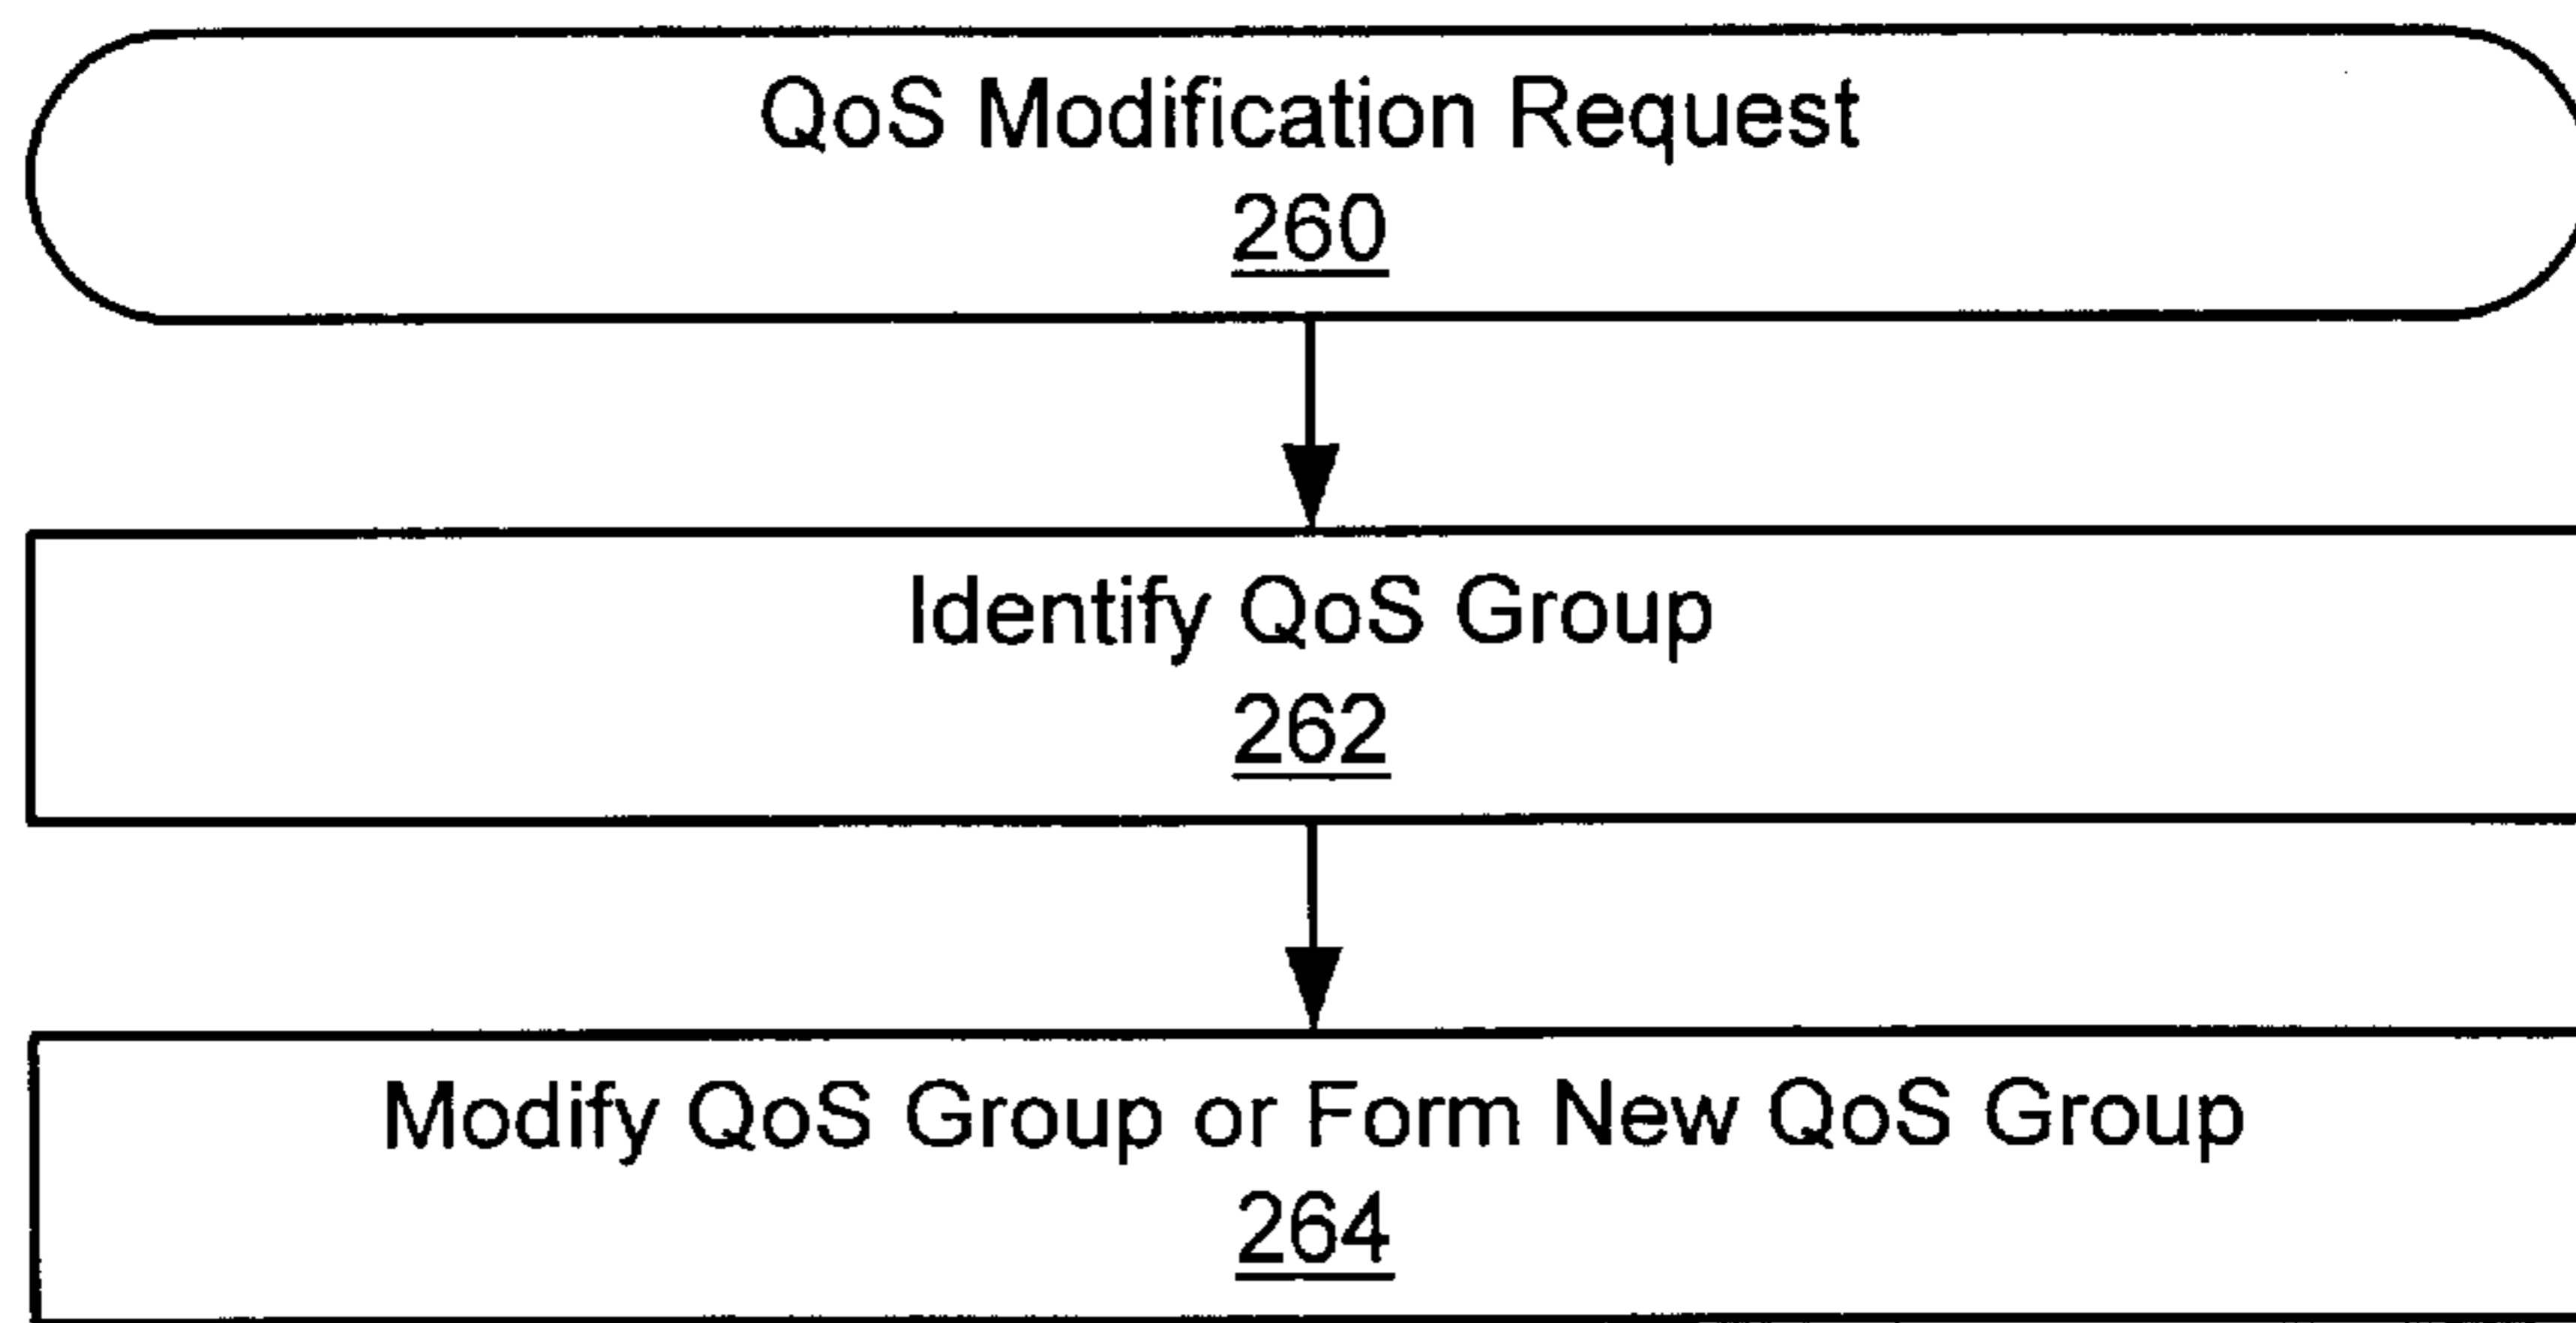 QoS Modification Request
260
Identify QoS Group
262
Modify QoS Group or Form New QoS Group
264